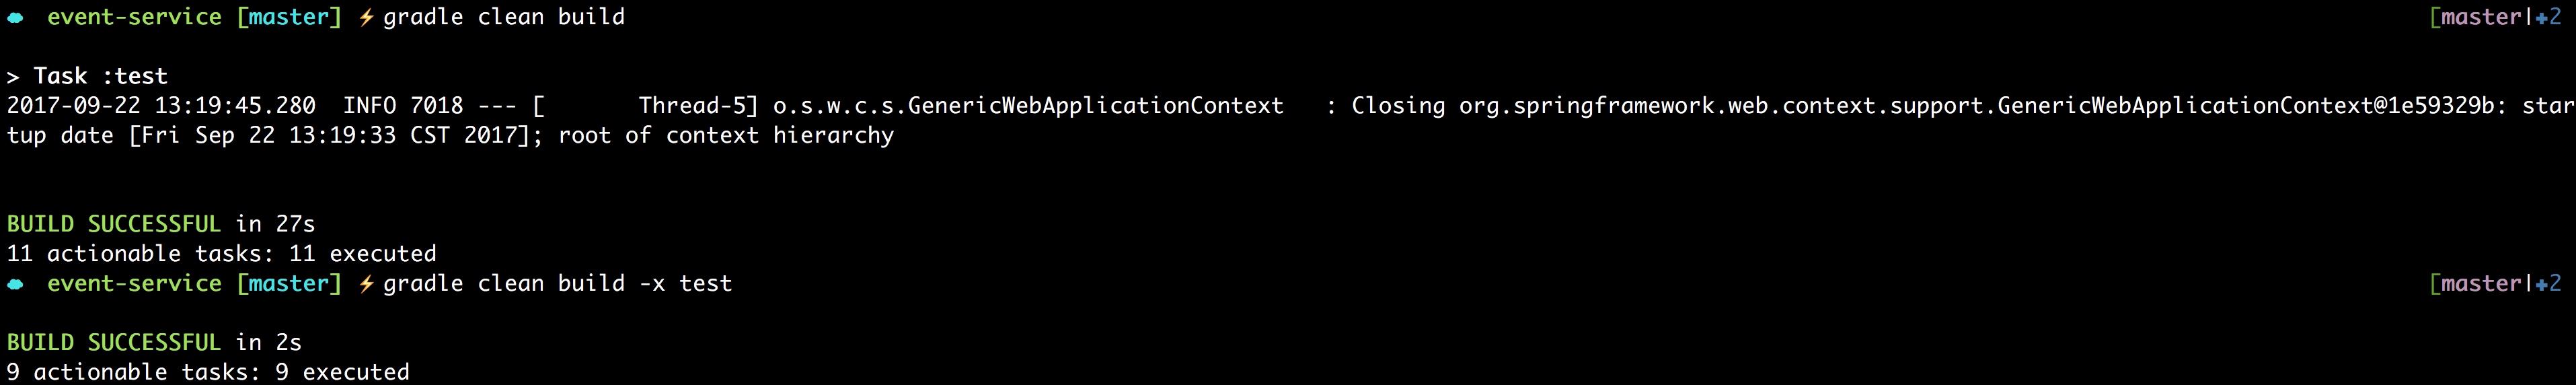 event-service [master] ⚡ gradle clean build [master|✚2
> Task :test
2017-09-22 13:19:45.280  INFO 7018 --- [       Thread-5] o.s.w.c.s.GenericWebApplicationContext   : Closing org.springframework.web.context.support.GenericWebApplicationContext@1e59329b: star
tup date [Fri Sep 22 13:19:33 CST 2017]; root of context hierarchy
BUILD SUCCESSFUL in 27s
11 actionable tasks: 11 executed
event-service [master] ⚡ gradle clean build -x test [master|✚2
BUILD SUCCESSFUL in 2s
9 actionable tasks: 9 executed